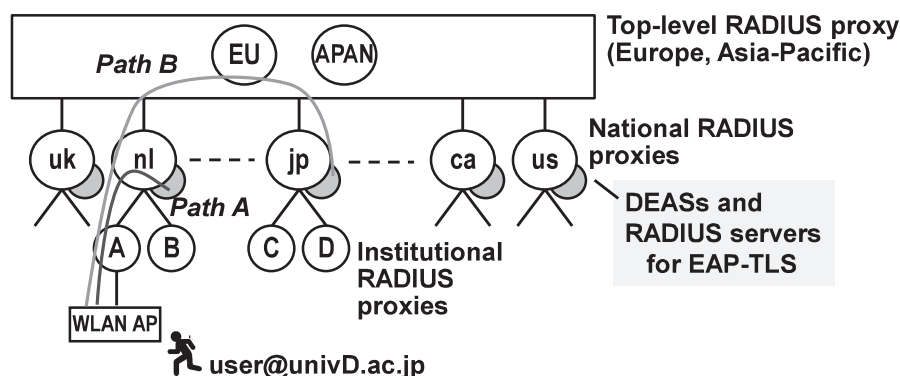 Top-level RADIUS proxy
(Europe, Asia-Pacific)
EU
APAN
Path B
uk
nl
jp
ca
us
National RADIUS
proxies
Path A
DEASs and
RADIUS servers
for EAP-TLS
A
B
C
D
Institutional
RADIUS
proxies
WLAN AP
user@univD.ac.jp